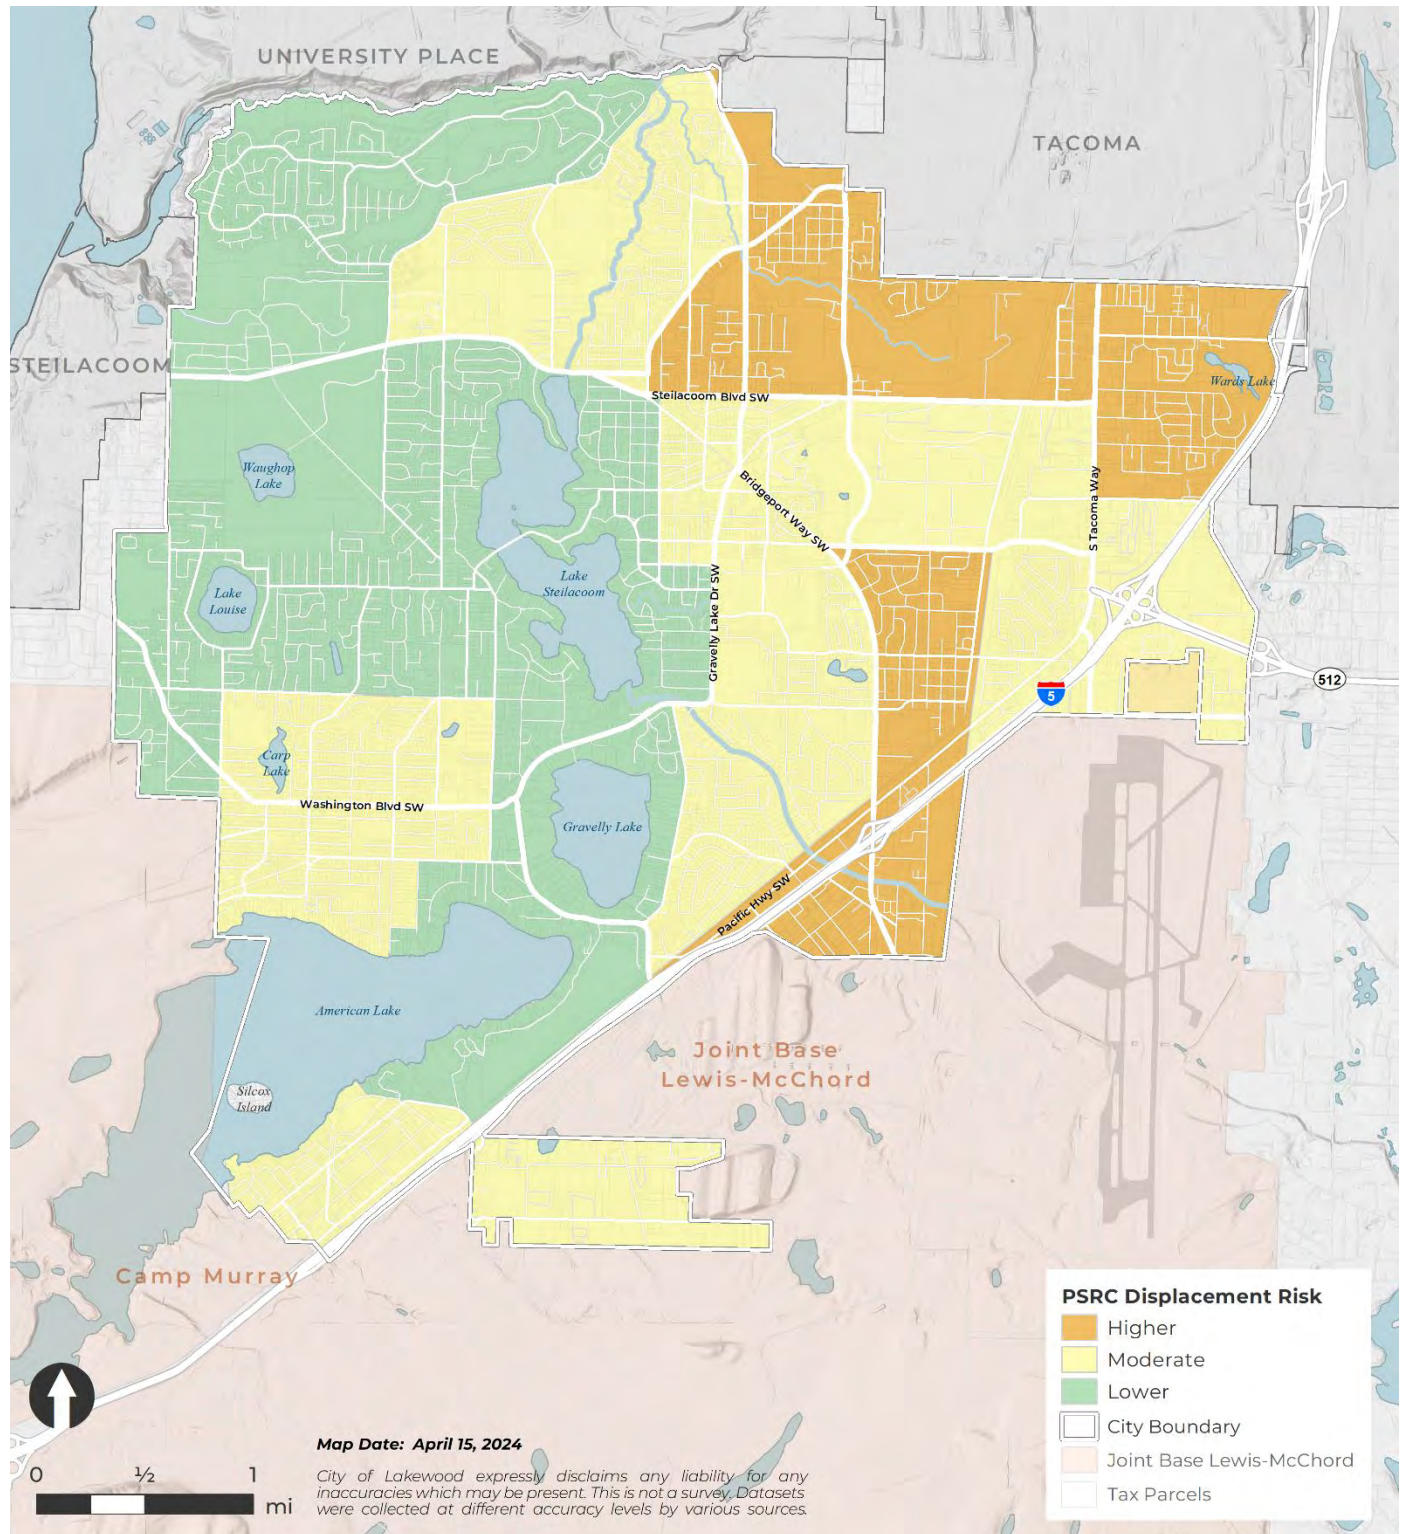 UNIVERSITY PLACE
TACOMA
STEILACOOM
Wards Lake
Steilacoom Blvd SW
Waughop
Lake
Bridgeport Way SW
S Tacoma Way
Lake
Steilacoom
Lake
Louise
Gravelly Lake Dr SW
512
5
Carp
Lake
Washington Blvd SW
Gravelly Lake
Pacific Hwy SW
American Lake
Joint Base
Lewis-McChord
Silcox
Island
Camp Murray
PSRC Displacement Risk
Higher
Moderate
Lower
City Boundary
Joint Base Lewis-McChord
Tax Parcels
0 ½ 1
mi
Map Date: April 15, 2024
City of Lakewood expressly disclaims any liability for any
inaccuracies which may be present. This is not a survey. Datasets
were collected at different accuracy levels by various sources.